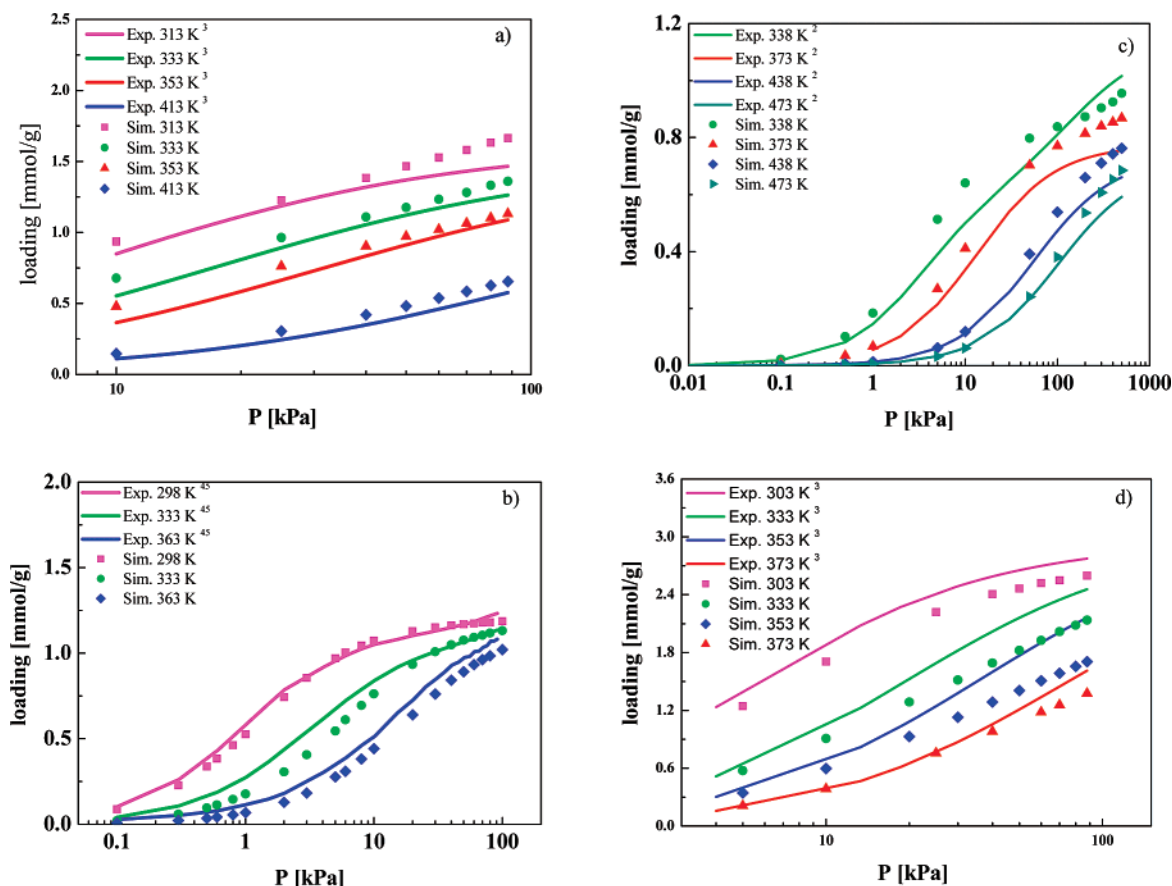 a)
2.5
2.0
1.5
1.0
0.5
0.0
loading [mmol/g]
Exp. 313 K 3
Exp. 333 K 3
Exp. 353 K 3
Exp. 413 K 3
Sim. 313 K
Sim. 333 K
Sim. 353 K
Sim. 413 K
10 100
P [kPa]
c)
1.2
0.8
0.4
0.0
loading [mmol/g]
Exp. 338 K 2
Exp. 373 K 2
Exp. 438 K 2
Exp. 473 K 2
Sim. 338 K
Sim. 373 K
Sim. 438 K
Sim. 473 K
0.01 0.1 1 10 100 1000
P [kPa]
b)
2.0
1.5
1.0
0.5
0.0
loading [mmol/g]
Exp. 298 K 45
Exp. 333 K 45
Exp. 363 K 45
Sim. 298 K
Sim. 333 K
Sim. 363 K
0.1 1 10 100
P [kPa]
d)
3.6
3.0
2.4
1.8
1.2
0.6
0.0
loading [mmol/g]
Exp. 303 K 3
Exp. 333 K 3
Exp. 353 K 3
Exp. 373 K 3
Sim. 303 K
Sim. 333 K
Sim. 353 K
Sim. 373 K
10 100
P [kPa]